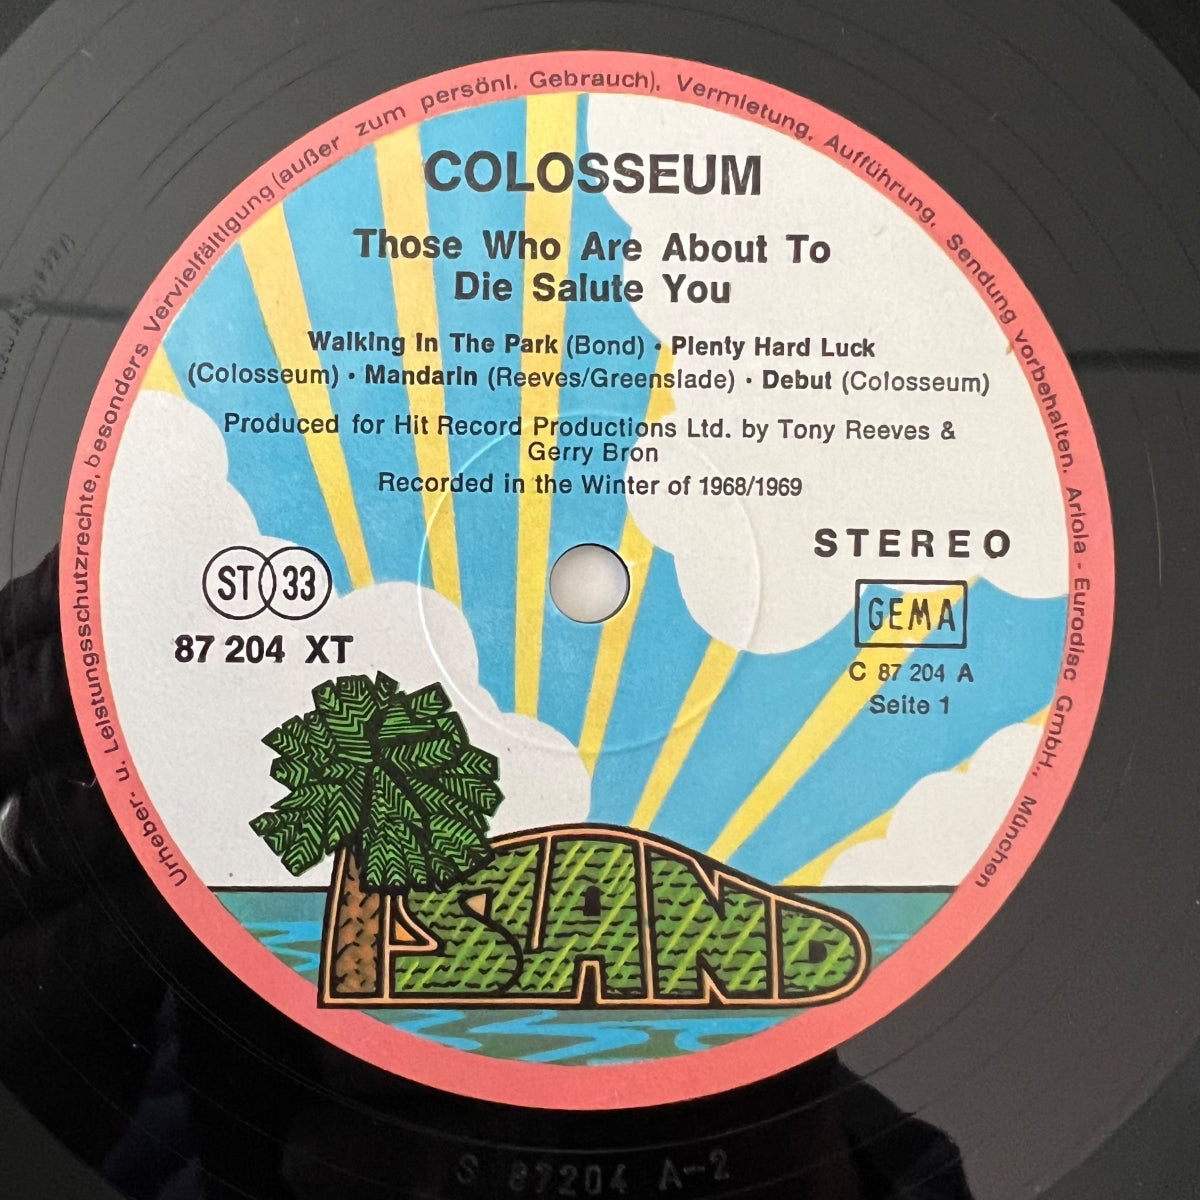 Urheber- u. Leistungsschutzrechte, besonders Vervielfältigung (außer zum persönl. Gebrauch), Vermietung, Aufführung, Sendung vorbehalten. Ariola - Eurodisc GmbH., München
COLOSSEUM
Those Who Are About To
Die Salute You
Walking In The Park (Bond) • Plenty Hard Luck
(Colosseum) • Mandarin (Reeves/Greenslade) • Debut (Colosseum)
Produced for Hit Record Productions Ltd. by Tony Reeves &
Gerry Bron
Recorded in the Winter of 1968/1969
STEREO
ST 33
GEMA
87 204 XT
C 87 204 A
Seite 1
ISLAND
S 87204 A-2